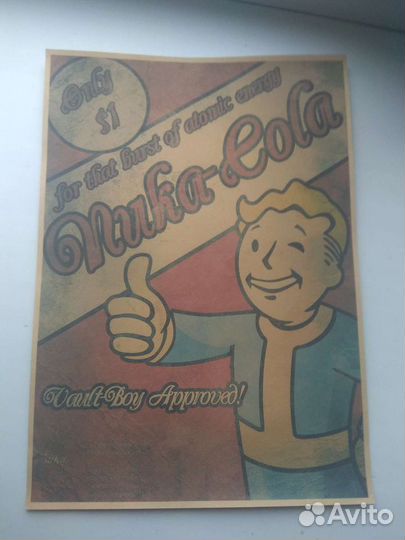 Only
$1
for that burst of atomic energy
Nuka-Cola
Vault-Boy Approved!
Avito